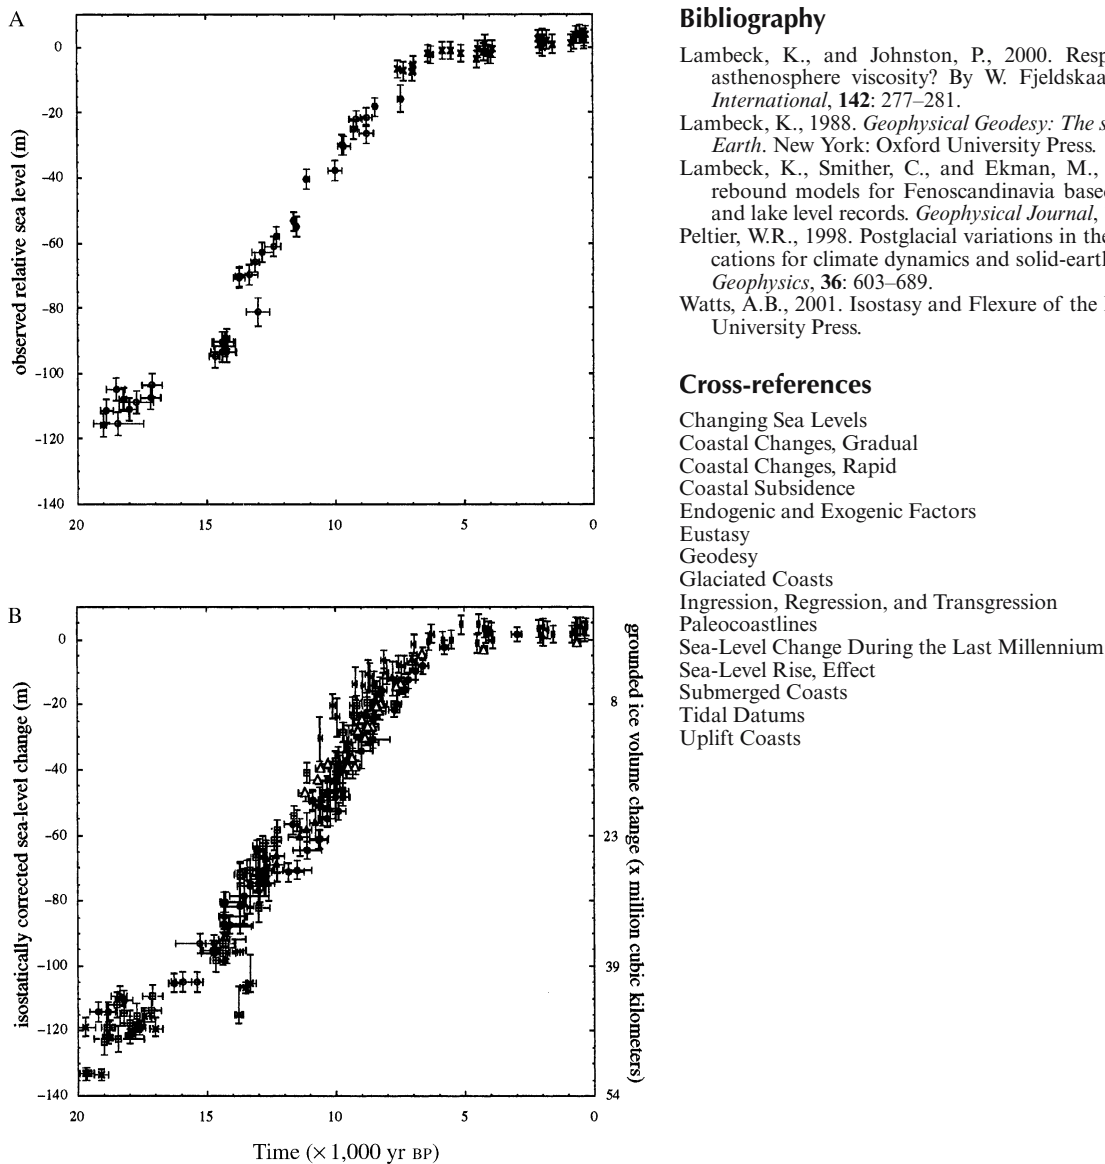 A
observed relative sea level (m)
0
-20
-40
-60
-80
-100
-120
-140
20
15
10
5
0
B
isostatically corrected sea-level change (m)
0
-20
-40
-60
-80
-100
-120
-140
grounded ice volume change (x million cubic kilometers)
8
23
39
54
20
15
10
5
0
Time (×1,000 yr BP)
Bibliography
Lambeck, K., and Johnston, P., 2000. Resp
asthenosphere viscosity? By W. Fjeldskaa
International, 142: 277–281.
Lambeck, K., 1988. Geophysical Geodesy: The s
Earth. New York: Oxford University Press.
Lambeck, K., Smither, C., and Ekman, M.,
rebound models for Fenoscandinavia based
and lake level records. Geophysical Journal,
Peltier, W.R., 1998. Postglacial variations in the
cations for climate dynamics and solid-earth
Geophysics, 36: 603–689.
Watts, A.B., 2001. Isostasy and Flexure of the
University Press.
Cross-references
Changing Sea Levels
Coastal Changes, Gradual
Coastal Changes, Rapid
Coastal Subsidence
Endogenic and Exogenic Factors
Eustasy
Geodesy
Glaciated Coasts
Ingression, Regression, and Transgression
Paleocoastlines
Sea-Level Change During the Last Millennium
Sea-Level Rise, Effect
Submerged Coasts
Tidal Datums
Uplift Coasts